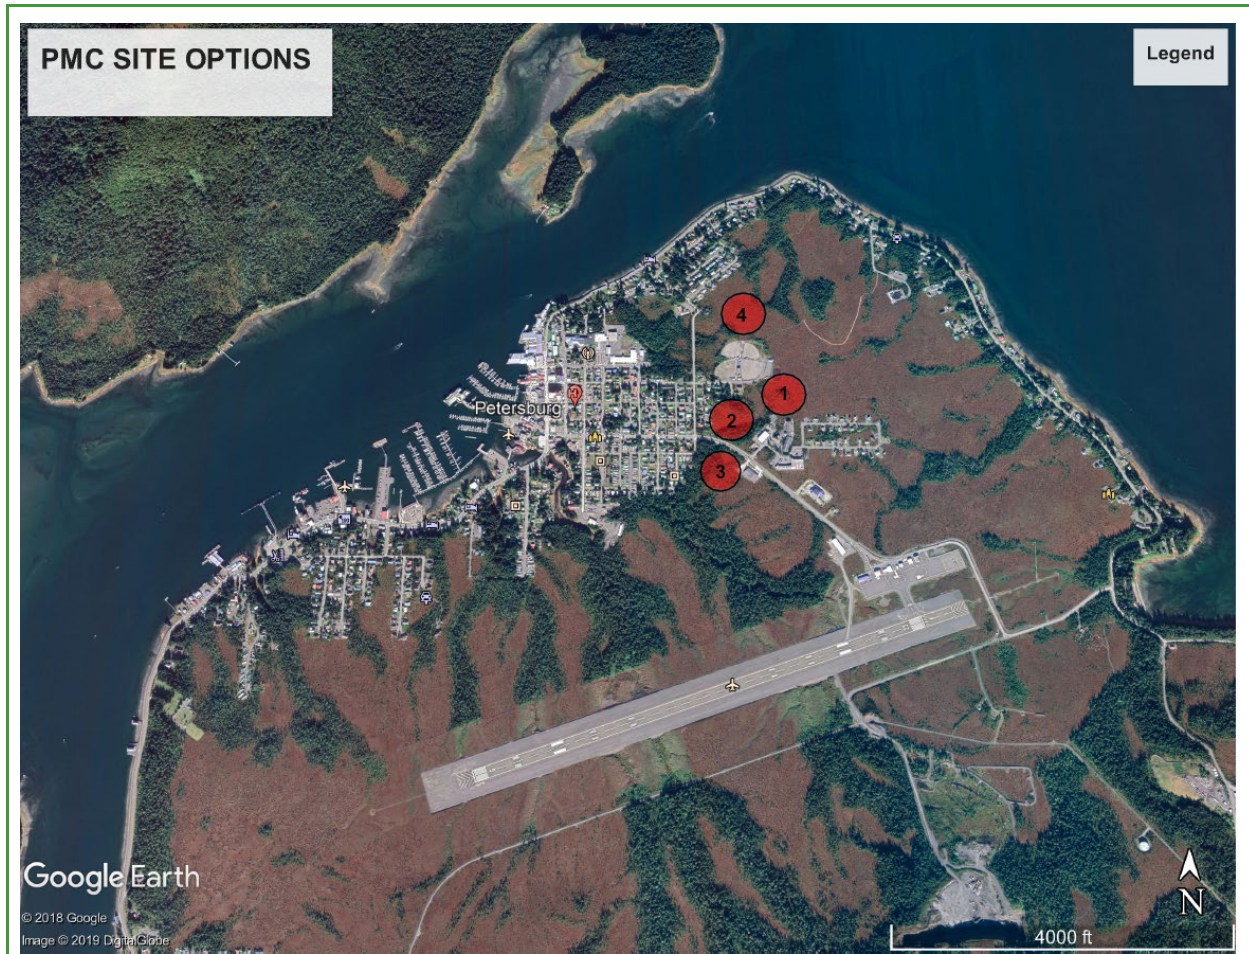 PMC SITE OPTIONS
Legend
4
1
2
3
Petersburg
Google Earth
© 2018 Google
Image © 2019 DigitalGlobe
N
4000 ft